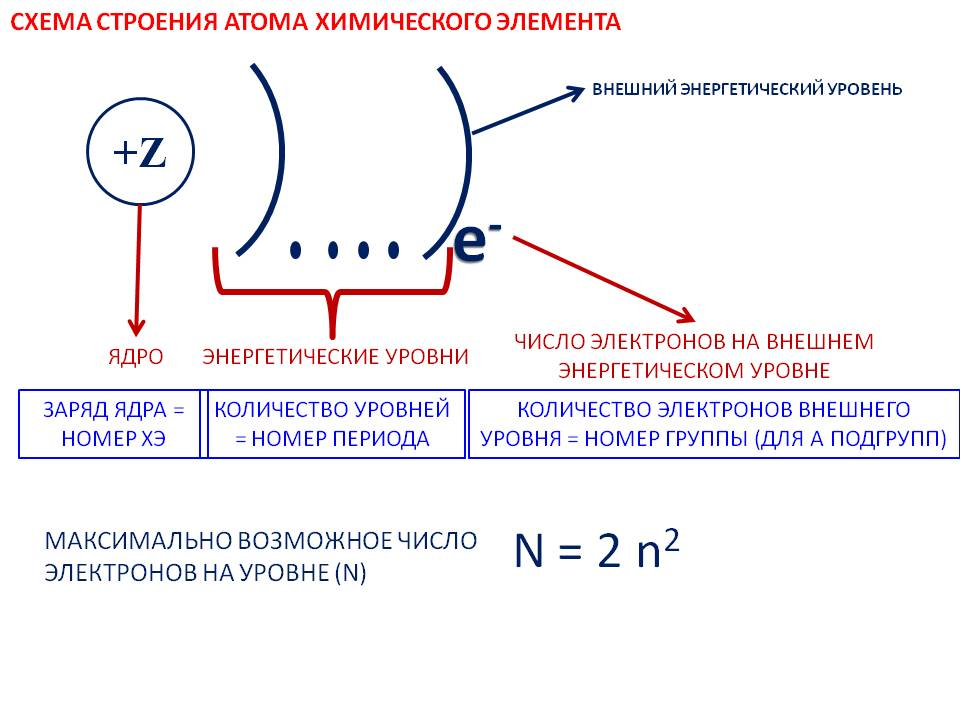 СХЕМА СТРОЕНИЯ АТОМА ХИМИЧЕСКОГО ЭЛЕМЕНТА
ВНЕШНИЙ ЭНЕРГЕТИЧЕСКИЙ УРОВЕНЬ
+Z
. . . .
e⁻
ЯДРО
ЭНЕРГЕТИЧЕСКИЕ УРОВНИ
ЧИСЛО ЭЛЕКТРОНОВ НА ВНЕШНЕМ
ЭНЕРГЕТИЧЕСКОМ УРОВНЕ
ЗАРЯД ЯДРА =
НОМЕР ХЭ
КОЛИЧЕСТВО УРОВНЕЙ
= НОМЕР ПЕРИОДА
КОЛИЧЕСТВО ЭЛЕКТРОНОВ ВНЕШНЕГО
УРОВНЯ = НОМЕР ГРУППЫ (ДЛЯ А ПОДГРУПП)
МАКСИМАЛЬНО ВОЗМОЖНОЕ ЧИСЛО
ЭЛЕКТРОНОВ НА УРОВНЕ (N)
N = 2 n²